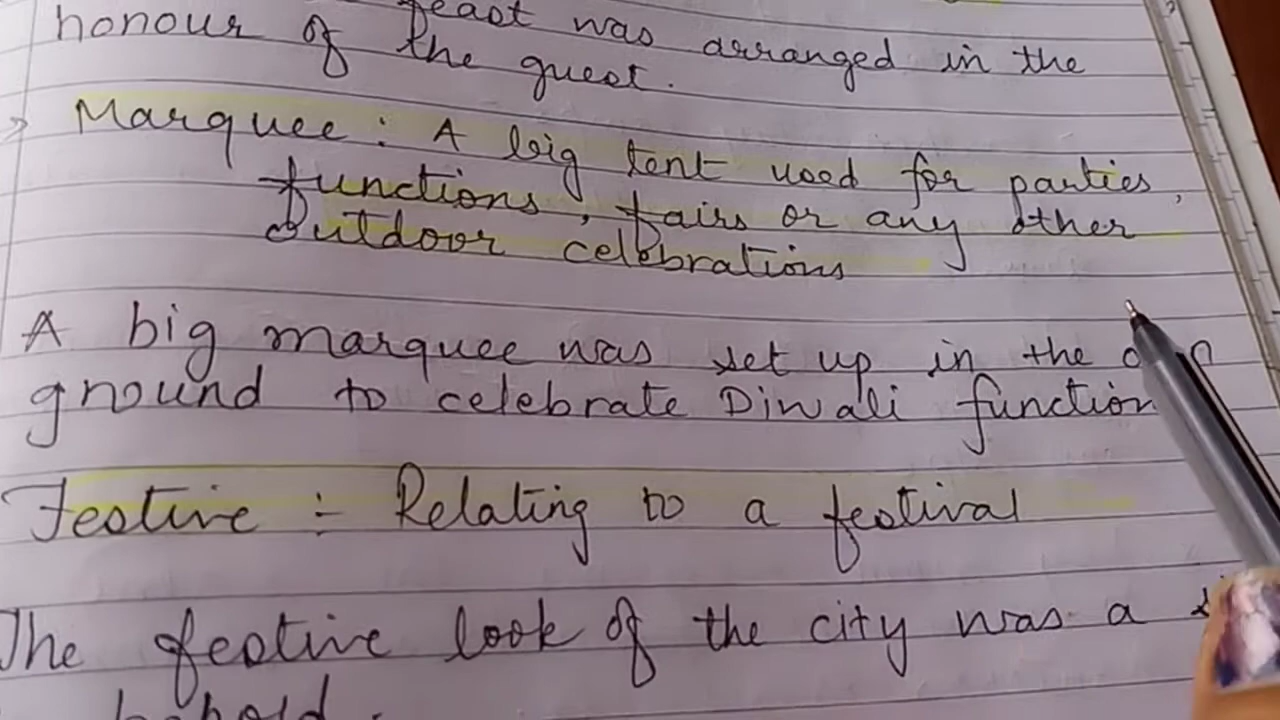 feast was arranged in the
honour of the guest.
Marquee : A big tent used for parties,
functions, fairs or any other
Outdoor celebrations
A big marquee was set up in the
ground to celebrate Diwali function
Festive :- Relating to a festival
The festive look of the city was a
behold.